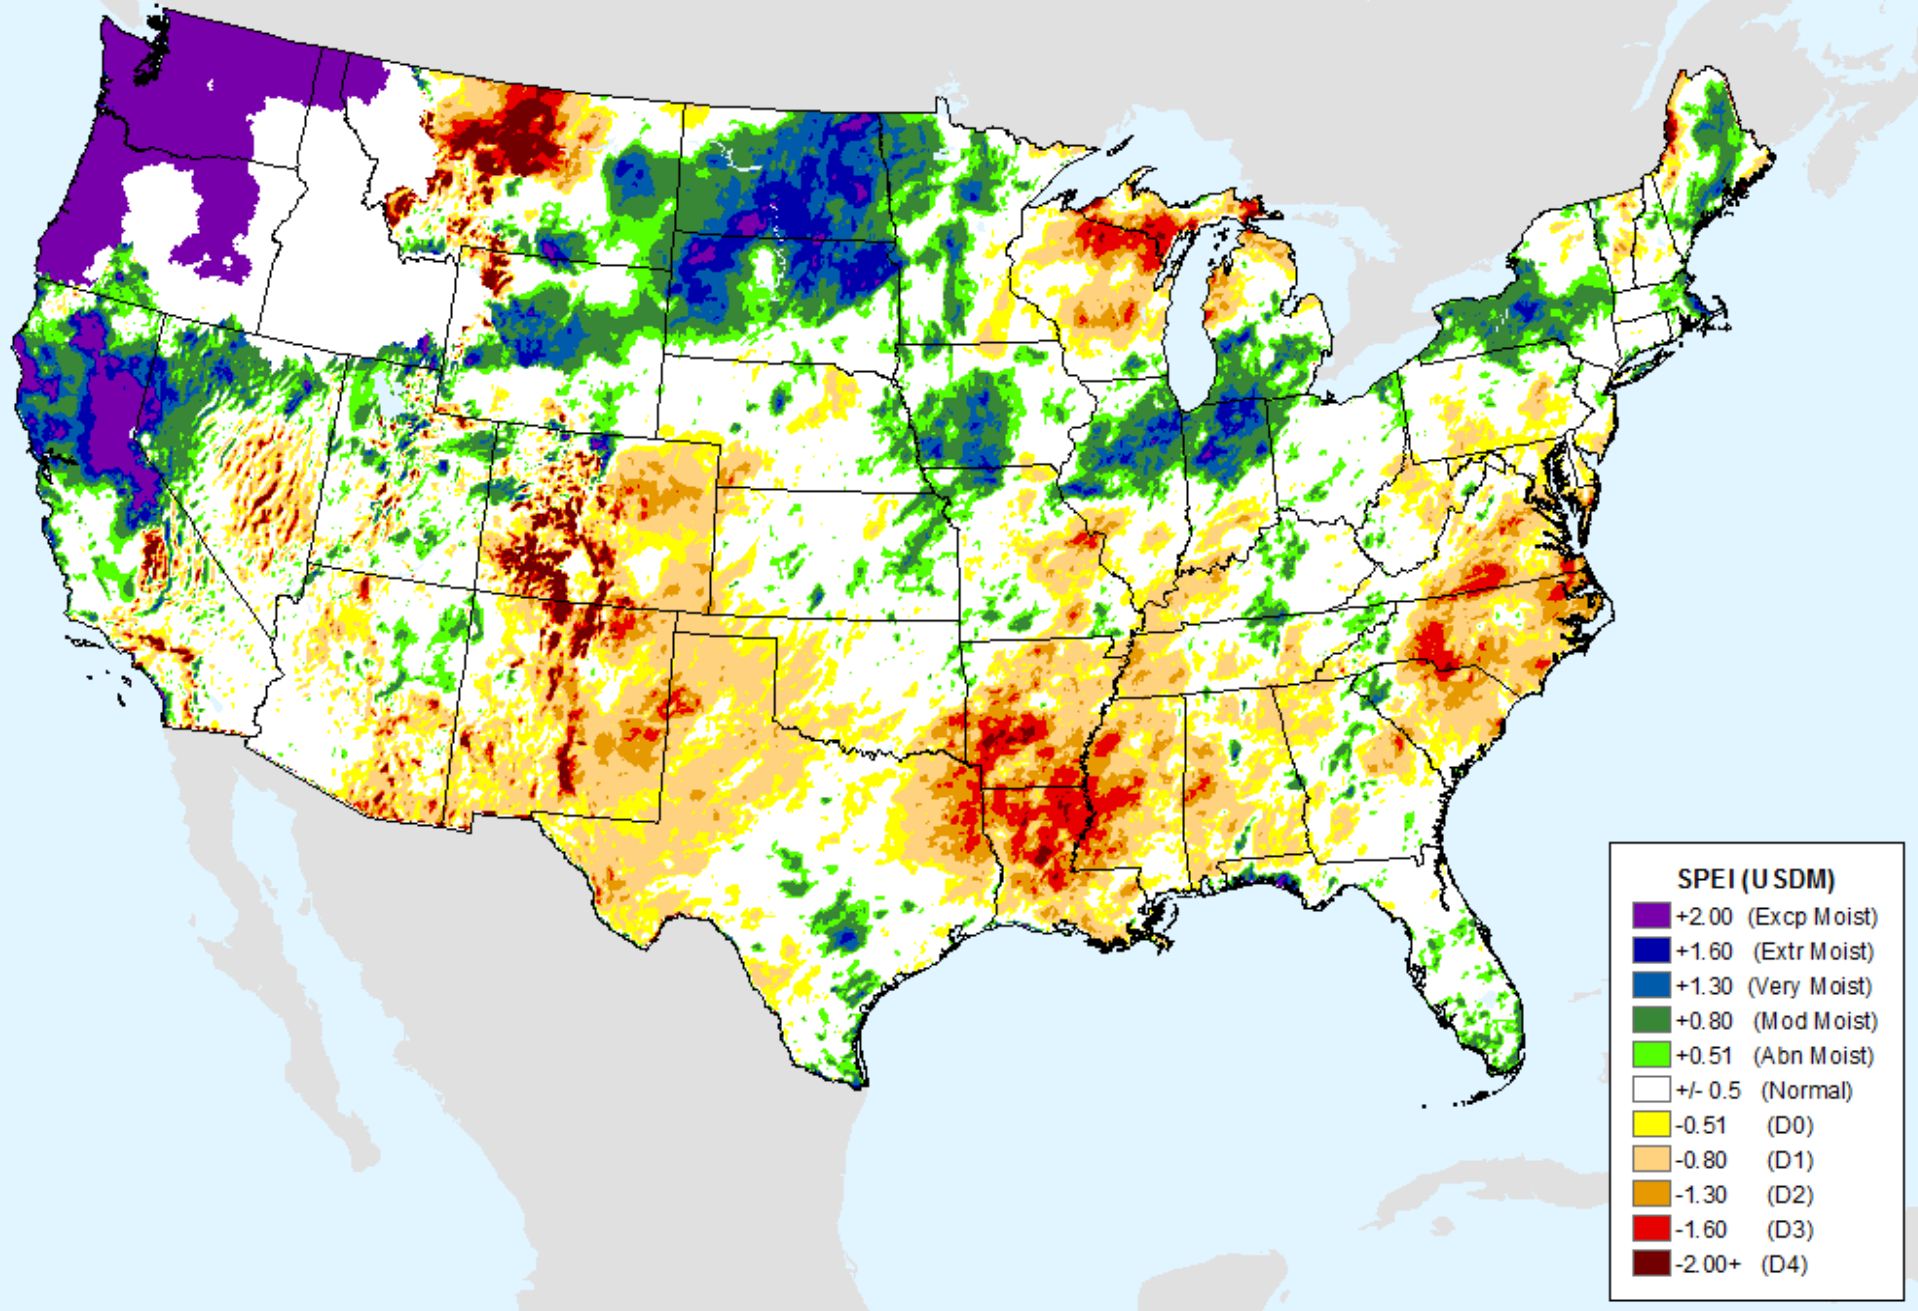 SPEI (USDM)
+2.00 (Excp Moist)
+1.60 (Extr Moist)
+1.30 (Very Moist)
+0.80 (Mod Moist)
+0.51 (Abn Moist)
+/- 0.5 (Normal)
-0.51 (D0)
-0.80 (D1)
-1.30 (D2)
-1.60 (D3)
-2.00+ (D4)